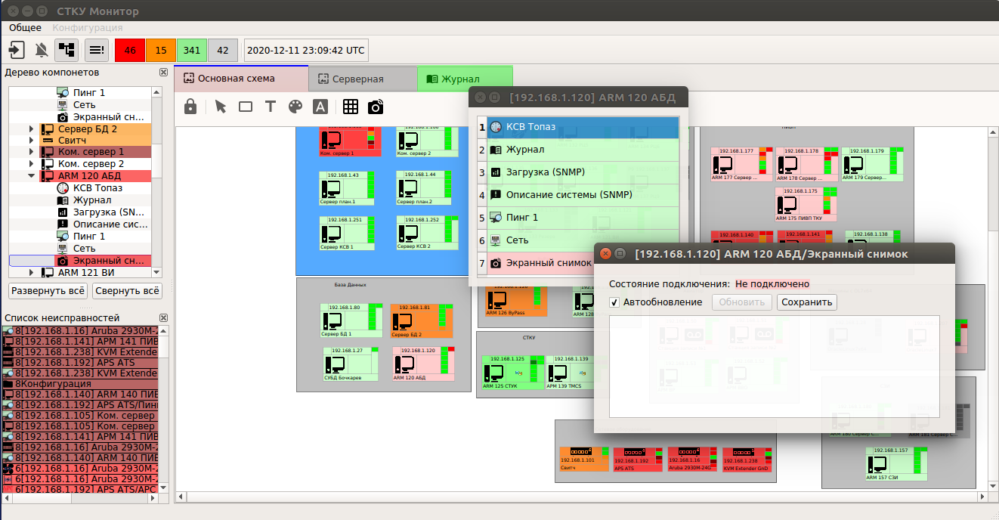 СТКУ Монитор
Общее Конфигурация
46 15 341 42 2020-12-11 23:09:42 UTC
Дерево компонетов
Пинг 1
Сеть
Экранный сн...
Сервер БД 2
Свитч
Ком. сервер 1
Ком. сервер 2
ARM 120 АБД
КСВ Топаз
Журнал
Загрузка (SN...
Описание сис...
Пинг 1
Сеть
Экранный сн...
ARM 121 ВИ
Развернуть всё Свернуть всё
Список неисправностей
8[192.168.1.16] Aruba 2930M-2
8[192.168.1.141] АРМ 141 ПИВ
8[192.168.1.238] KVM Extende
8[192.168.1.192] APS ATS
8[192.168.1.238] KVM Extende
8Конфигурация
8[192.168.1.140] ARM 140 ПИВ
8[192.168.1.192] APS ATS/Пин
8[192.168.1.105] Ком. сервер
8[192.168.1.105] Ком. сервер
8[192.168.1.141] АРМ 141 ПИВ
8[192.168.1.16] Aruba 2930M-2
8[192.168.1.140] ARM 140 ПИВ
6[192.168.1.16] Aruba 2930M-2
6[192.168.1.16] Aruba 2930M-2
6[192.168.1.192] APS ATS/APC
Основная схема Серверная Журнал
Ком. сервер 1
Ком. сервер 2
192.168.1.43
Сервер план.1
192.168.1.44
Сервер план.2
192.168.1.251
Сервер КСВ 1
192.168.1.252
Сервер КСВ 2
База Данных
192.168.1.80
Сервер БД 1
192.168.1.81
Сервер БД 2
192.168.1.27
СУБД Бочкарев
192.168.1.120
ARM 120 АБД
[192.168.1.120] ARM 120 АБД
1 КСВ Топаз
2 Журнал
3 Загрузка (SNMP)
4 Описание системы (SNMP)
5 Пинг 1
6 Сеть
7 Экранный снимок
ARM 126 ByPass
СТКУ
192.168.1.125
ARM 125 СТУК
192.168.1.139
АРМ 139 TMCS
192.168.1.177
ARM 177 Сервер ...
192.168.1.178
ARM 178 Сервер ...
192.168.1.179
ARM 179 Сервер...
192.168.1.175
ARM 175 ПИВП ТКУ
192.168.1.140
192.168.1.141
192.168.1.138
[192.168.1.120] ARM 120 АБД/Экранный снимок
Состояние подключения: Не подключено
Автообновление Обновить Сохранить
192.168.1.101
Свитч
192.168.1.192
APS ATS
192.168.1.16
Aruba 2930M-24G
192.168.1.238
KVM Extender GnD
ARM 180 Сервер С...
ARM 181 Сервер С...
192.168.1.157
ARM 157 СЗИ